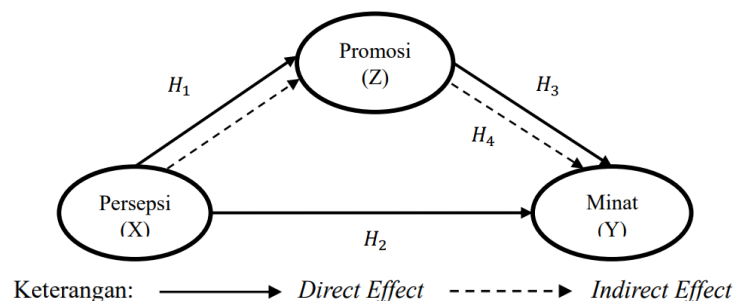 Promosi
(Z)
H₁
H₃
H₄
Persepsi
(X)
Minat
(Y)
H₂
Keterangan: Direct Effect Indirect Effect